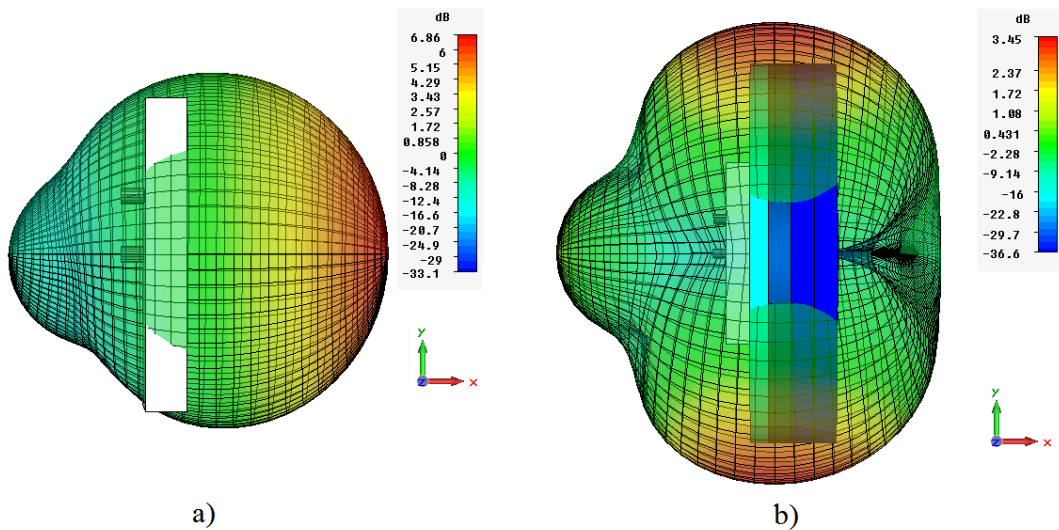 dB
6.86
6
5.15
4.29
3.43
2.57
1.72
0.858
0
-4.14
-8.28
-12.4
-16.6
-20.7
-24.9
-29
-33.1
y
z
x
a)
dB
3.45
2.37
1.72
1.08
0.431
-2.28
-9.14
-16
-22.8
-29.7
-36.6
y
z
x
b)